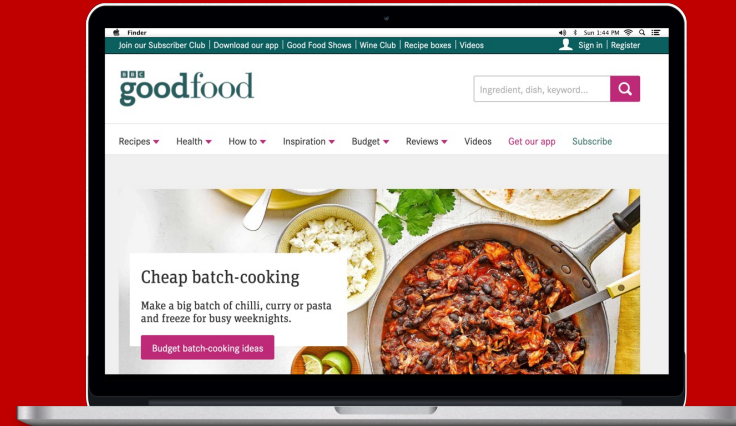 Finder
Sun 1:44 PM
Join our Subscriber Club | Download our app | Good Food Shows | Wine Club | Recipe boxes | Videos
Sign in | Register
BBC
goodfood
Ingredient, dish, keyword...
Recipes Health How to Inspiration Budget Reviews Videos Get our app Subscribe
Cheap batch-cooking
Make a big batch of chilli, curry or pasta
and freeze for busy weeknights.
Budget batch-cooking ideas